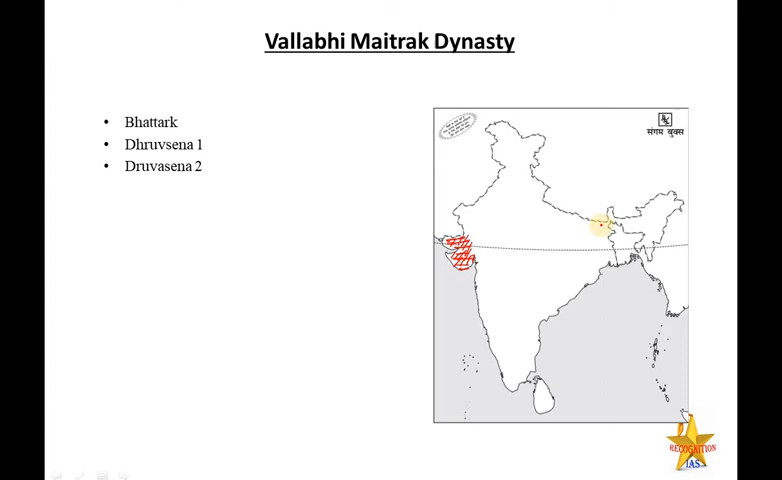 Vallabhi Maitrak Dynasty
• Bhattark
• Dhruvsena 1
• Druvasena 2
संगम बुक्स
RECOGNITION
IAS